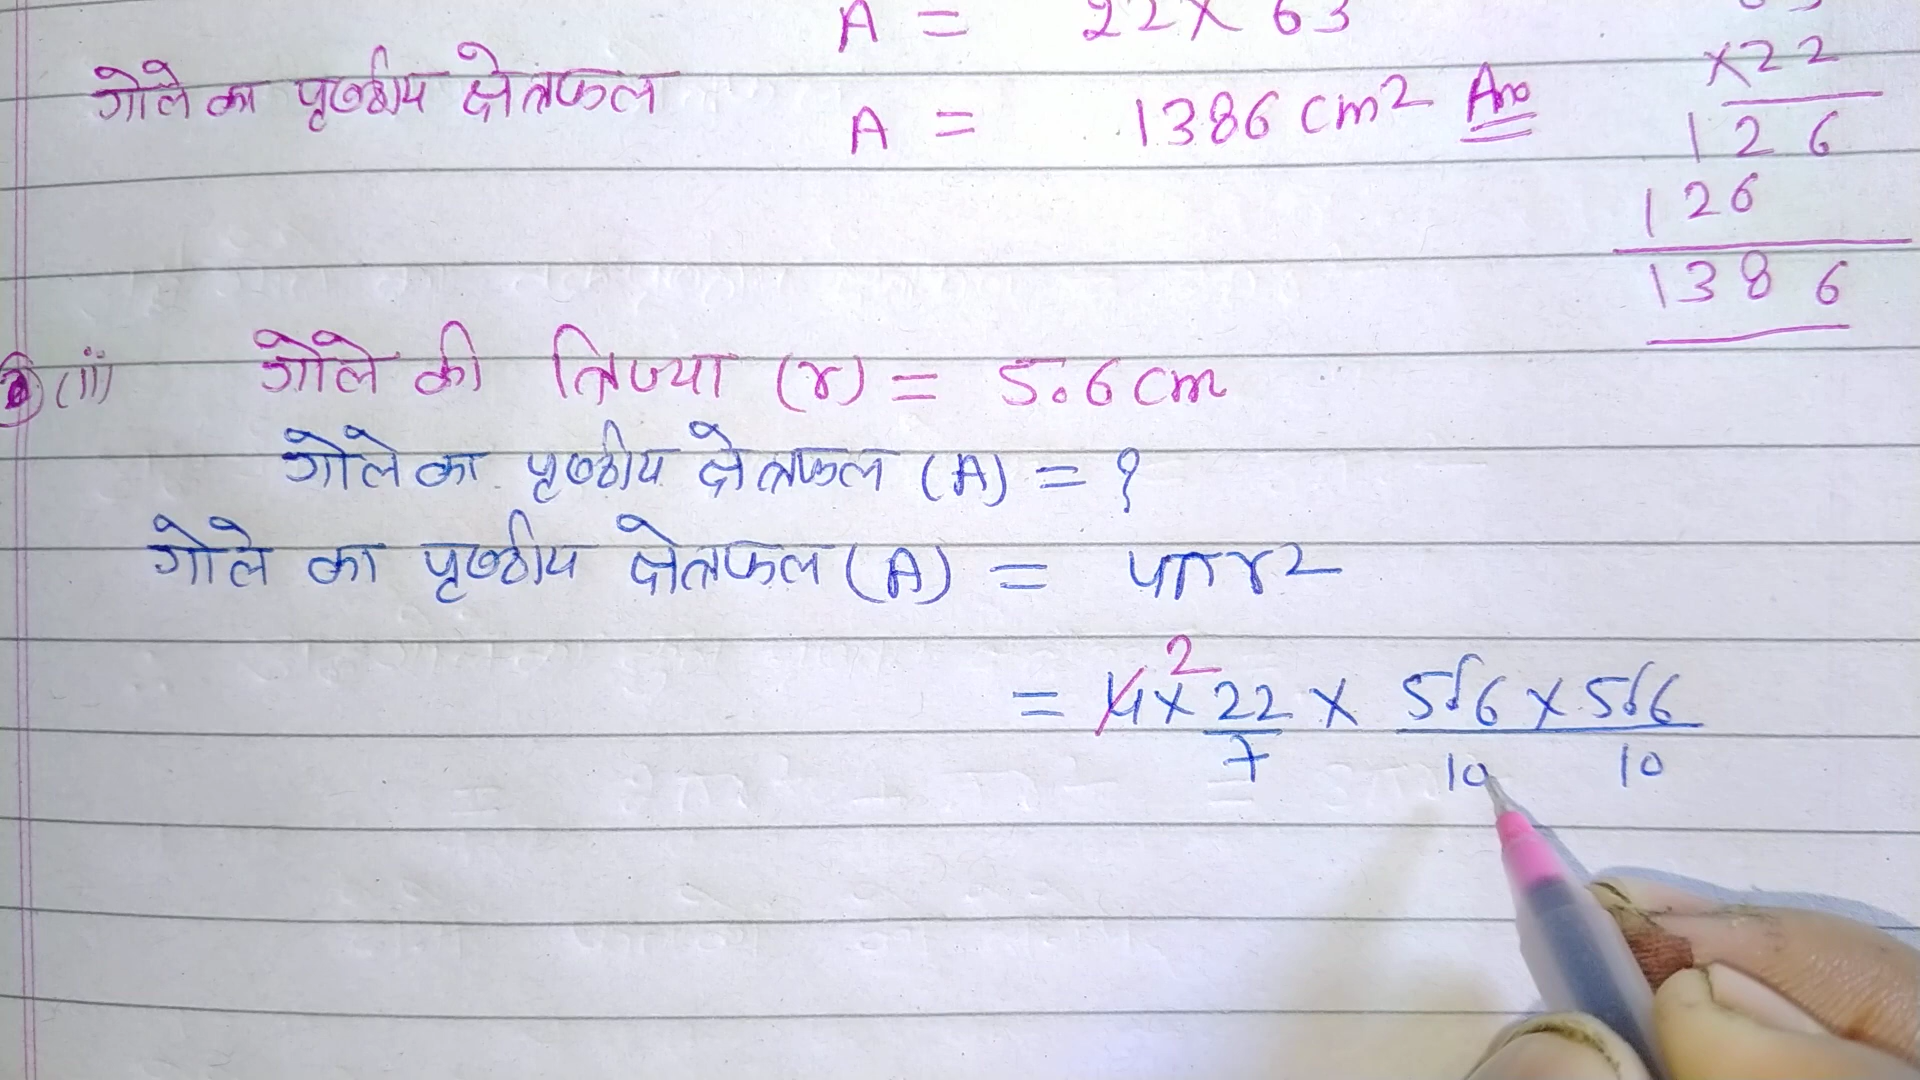 A = 22 × 63
गोले का पृष्ठीय क्षेत्रफल A = 1386 cm² Ans
×22
126
126
1386
(ii) गोले की त्रिज्या (r) = 5.6 cm
गोले का पृष्ठीय क्षेत्रफल (A) = ?
गोले का पृष्ठीय क्षेत्रफल (A) = 4πr²
2
= 4 × 22 × 5.6 × 5.6
7 10 10